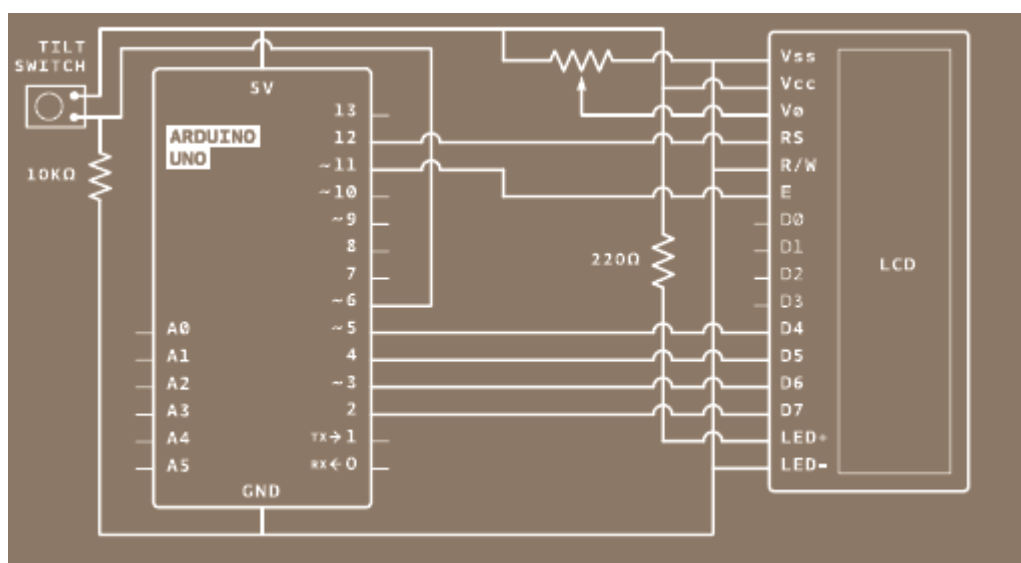 TILT
SWITCH
10KΩ
5V
ARDUINO
UNO
13
12
~11
~10
~9
8
7
~6
~5
4
~3
2
TX→1
RX←0
A0
A1
A2
A3
A4
A5
GND
220Ω
Vss
Vcc
Vø
RS
R/W
E
D0
D1
D2
D3
D4
D5
D6
D7
LED+
LED-
LCD